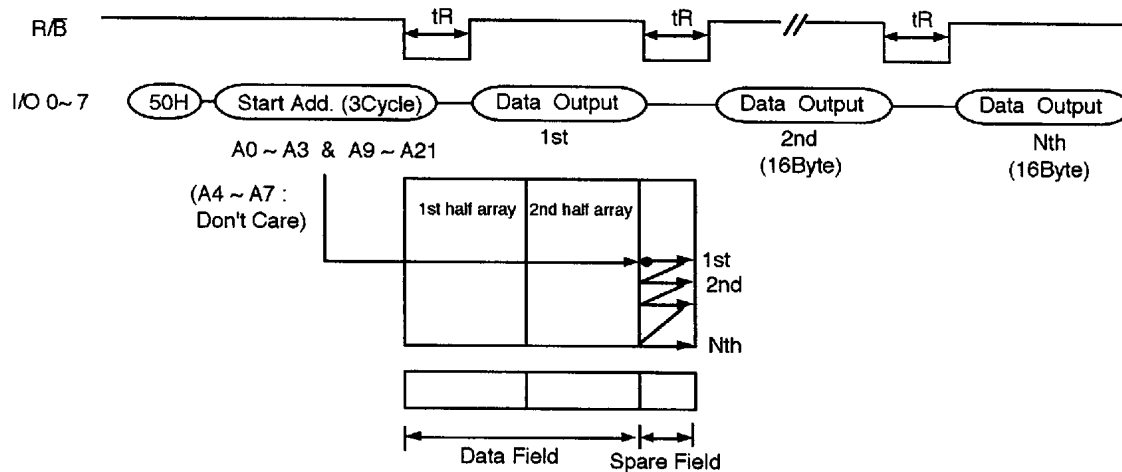 tR tR tR
R/B̅
I/O 0~ 7 50H Start Add. (3Cycle) Data Output Data Output Data Output
1st 2nd Nth
(16Byte) (16Byte)
A0 ~ A3 & A9 ~ A21
(A4 ~ A7 :
Don't Care)
1st half array 2nd half array
1st
2nd
Nth
Data Field Spare Field